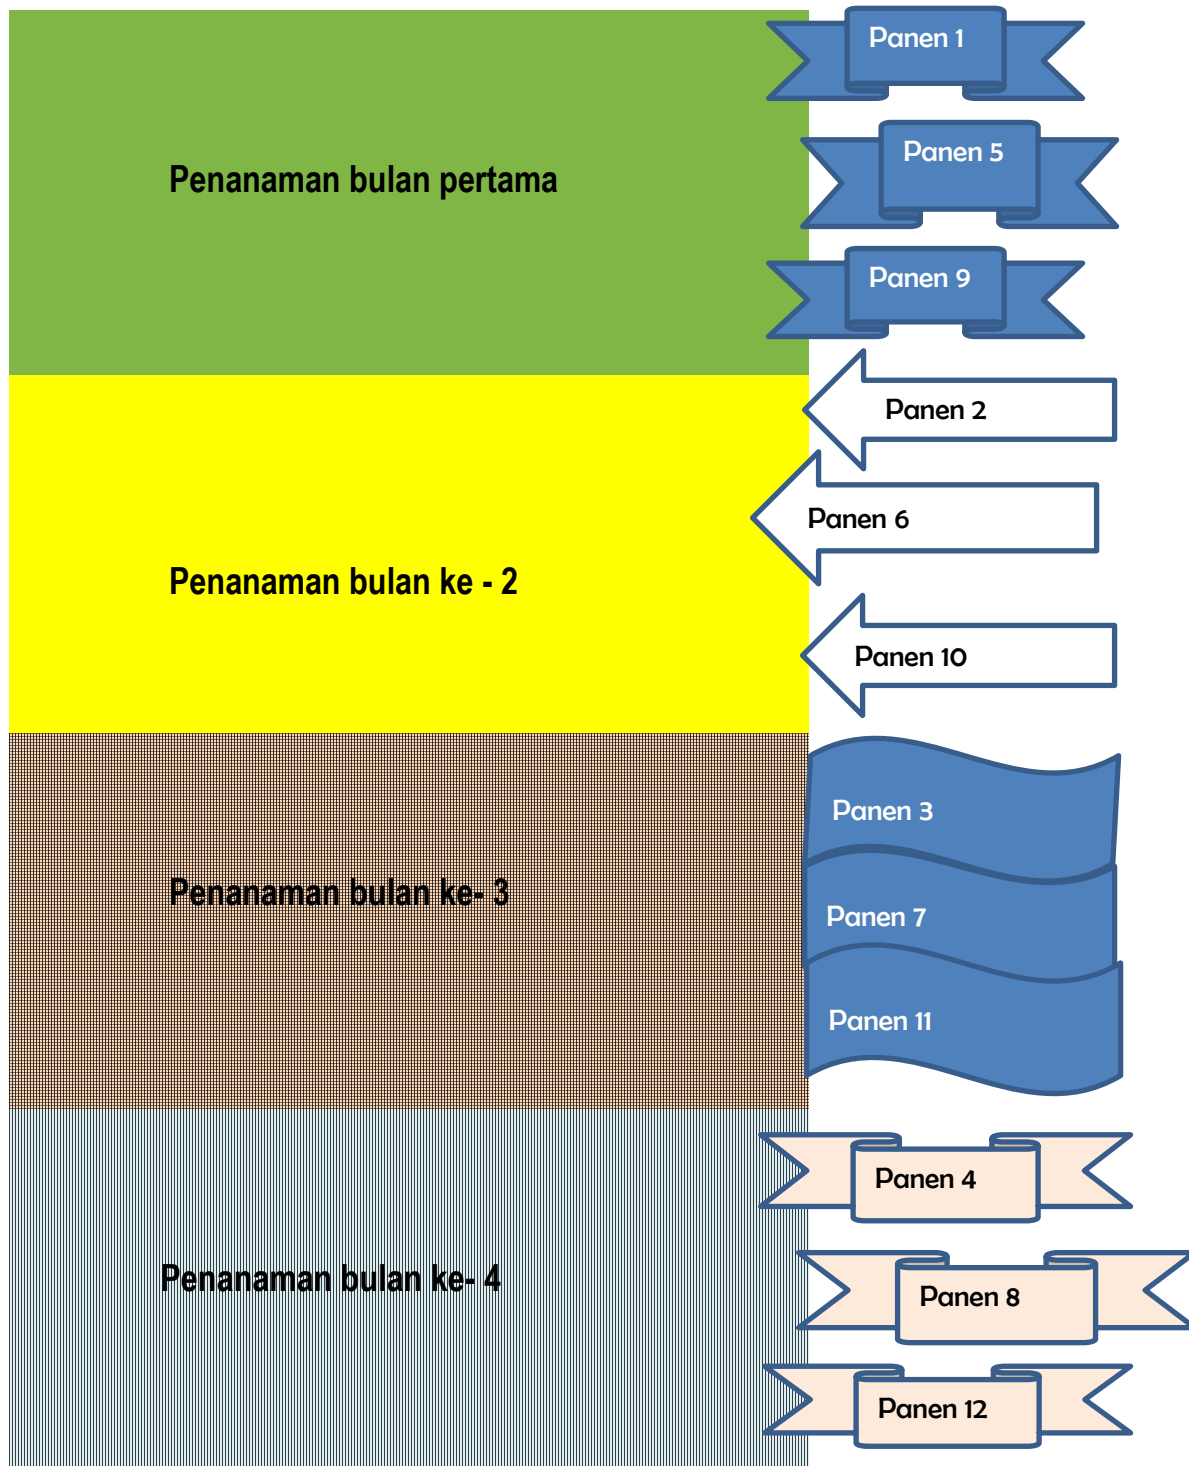 Panen 1
Panen 5
Penanaman bulan pertama
Panen 9
Panen 2
Panen 6
Penanaman bulan ke - 2
Panen 10
Panen 3
Penanaman bulan ke- 3
Panen 7
Panen 11
Panen 4
Penanaman bulan ke- 4
Panen 8
Panen 12